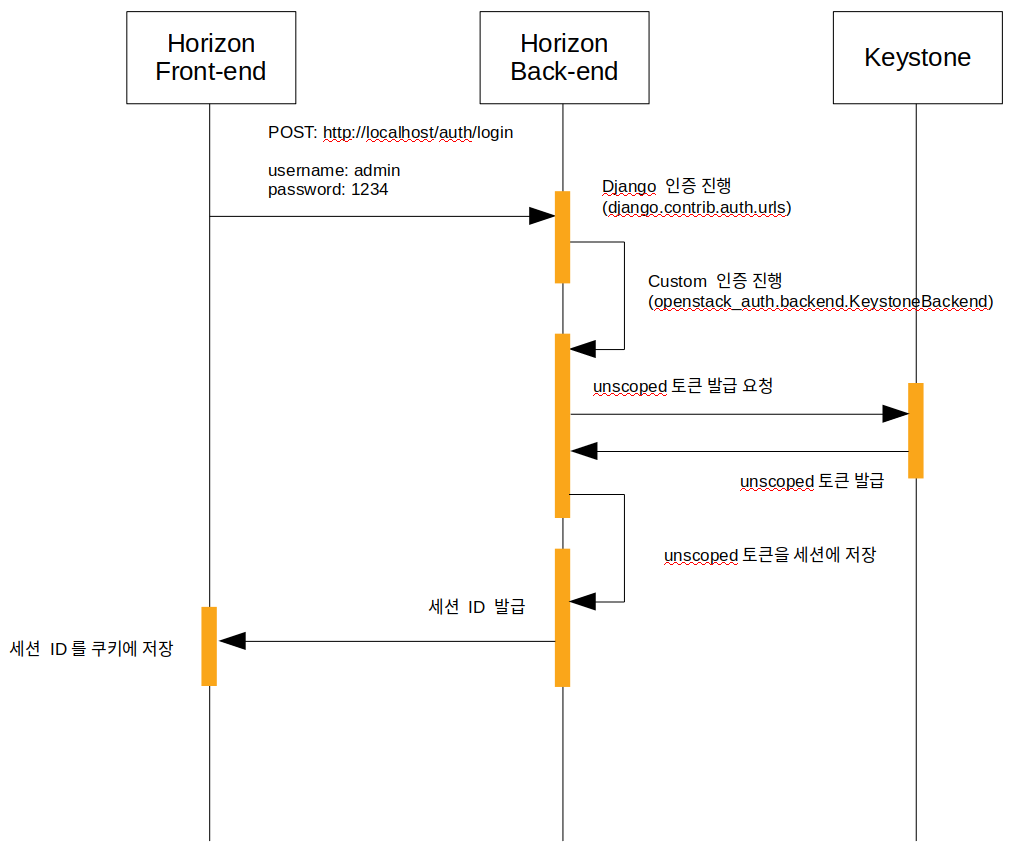 Horizon
Front-end
Horizon
Back-end
Keystone
POST: http://localhost/auth/login
username: admin
password: 1234
Django 인증 진행
(django.contrib.auth.urls)
Custom 인증 진행
(openstack_auth.backend.KeystoneBackend)
unscoped 토큰 발급 요청
unscoped 토큰 발급
unscoped 토큰을 세션에 저장
세션 ID 발급
세션 ID 를 쿠키에 저장